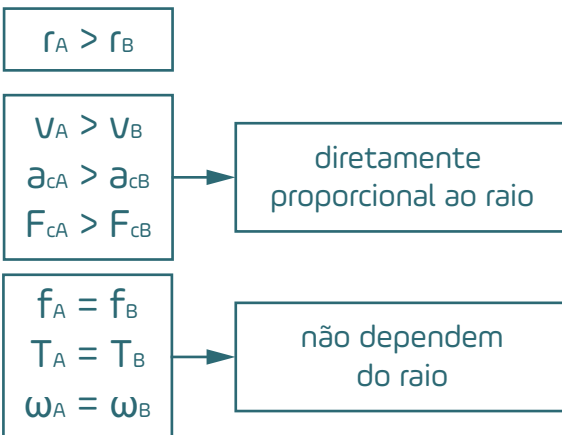 rA > rB
vA > vB
acA > acB
FcA > FcB
diretamente
proporcional ao raio
fA = fB
TA = TB
ωA = ωB
não dependem
do raio